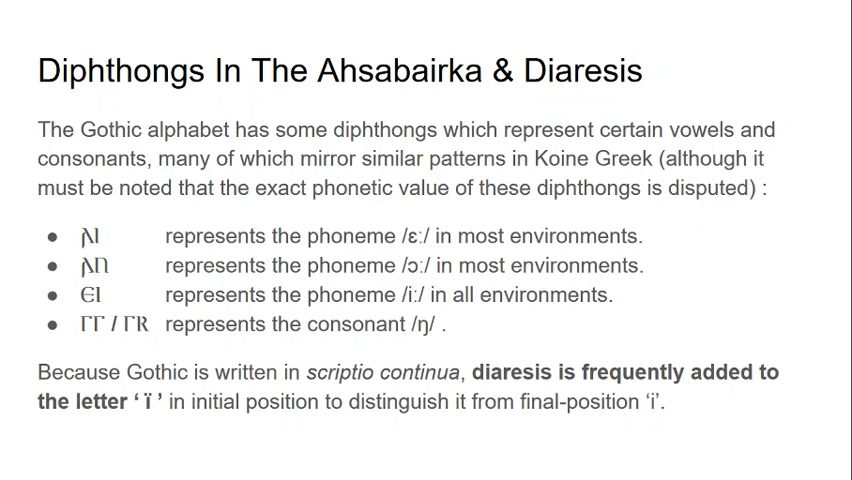 Diphthongs In The Ahsabairka & Diaresis
The Gothic alphabet has some diphthongs which represent certain vowels and
consonants, many of which mirror similar patterns in Koine Greek (although it
must be noted that the exact phonetic value of these diphthongs is disputed) :
● 𐌰𐌹 represents the phoneme /ɛː/ in most environments.
● 𐌰𐌿 represents the phoneme /ɔː/ in most environments.
● 𐌴𐌹 represents the phoneme /iː/ in all environments.
● 𐌲𐌲 / 𐌲𐌺 represents the consonant /ŋ/ .
Because Gothic is written in scriptio continua, diaresis is frequently added to
the letter ‘ ï ’ in initial position to distinguish it from final-position ‘i’.